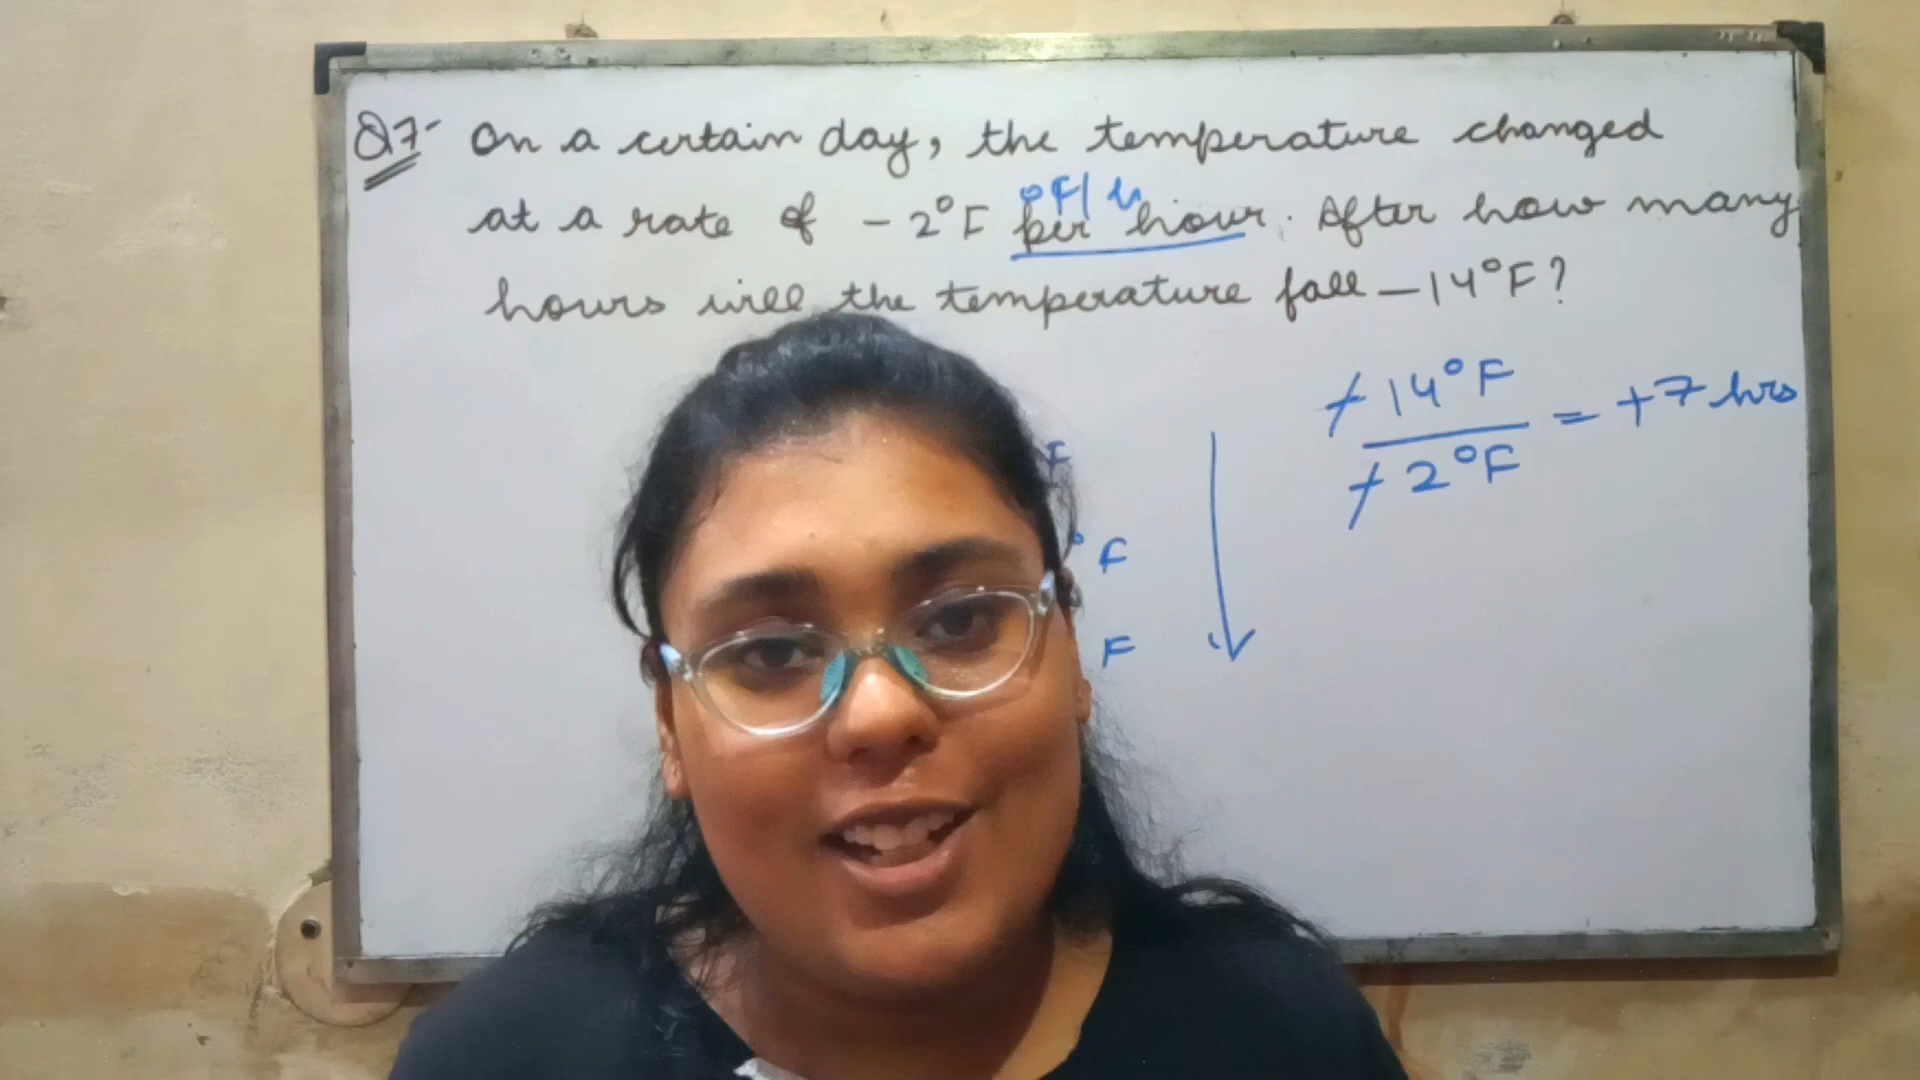 Q7- On a certain day, the temperature changed
°F/h
at a rate of -2°F per hour. After how many
hours will the temperature fall -14°F?
-14°F
-2°F
= +7 hrs
F
°F
F